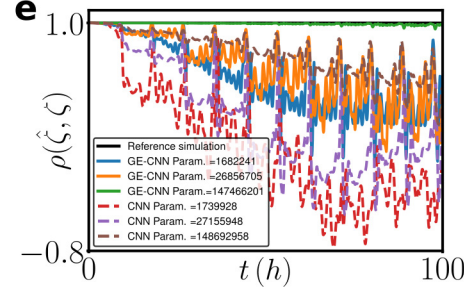 e
1.0
ρ(ζ̂, ζ)
Reference simulation
GE-CNN Param.=1682241
GE-CNN Param.=26856705
GE-CNN Param.=147466201
CNN Param. =1739928
CNN Param. =27155948
CNN Param. =148692958
−0.8
0
t (h)
100